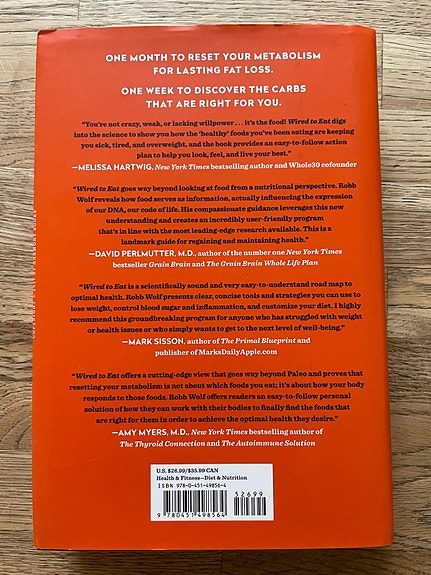 ONE MONTH TO RESET YOUR METABOLISM
FOR LASTING FAT LOSS.
ONE WEEK TO DISCOVER THE CARBS
THAT ARE RIGHT FOR YOU.
“You're not crazy, weak, or lacking willpower . . . it's the food! Wired to Eat digs
into the science to show you how the ‘healthy’ foods you've been eating are keeping
you sick, tired, and overweight, and the book provides an easy-to-follow action
plan to help you look, feel, and live your best.”
—MELISSA HARTWIG, New York Times bestselling author and Whole30 cofounder
“Wired to Eat goes way beyond looking at food from a nutritional perspective. Robb
Wolf reveals how food serves as information, actually influencing the expression
of our DNA, our code of life. His compassionate guidance leverages this new
understanding and creates an incredibly user-friendly program
that's in line with the most leading-edge research available. This is a
landmark guide for regaining and maintaining health.”
—DAVID PERLMUTTER, M.D., author of the number one New York Times
bestseller Grain Brain and The Grain Brain Whole Life Plan
“Wired to Eat is a scientifically sound and very easy-to-understand road map to
optimal health. Robb Wolf presents clear, concise tools and strategies you can use to
lose weight, control blood sugar and inflammation, and customize your diet. I highly
recommend this groundbreaking program for anyone who has struggled with weight
or health issues or who simply wants to get to the next level of well-being.”
—MARK SISSON, author of The Primal Blueprint and
publisher of MarksDailyApple.com
“Wired to Eat offers a cutting-edge view that goes way beyond Paleo and proves
that resetting your metabolism is not about which foods you eat; it's about how your body
responds to those foods. Robb Wolf offers readers an easy-to-follow personal
solution of how they can work with their bodies to finally find the foods that
are right for them in order to achieve the optimal health they desire.”
—AMY MYERS, M.D., New York Times bestselling author of
The Thyroid Connection and The Autoimmune Solution
U.S. $26.99/$35.99 CAN
Health & Fitness—Diet & Nutrition
ISBN 978-0-451-49856-4
52699
9 780451 498564